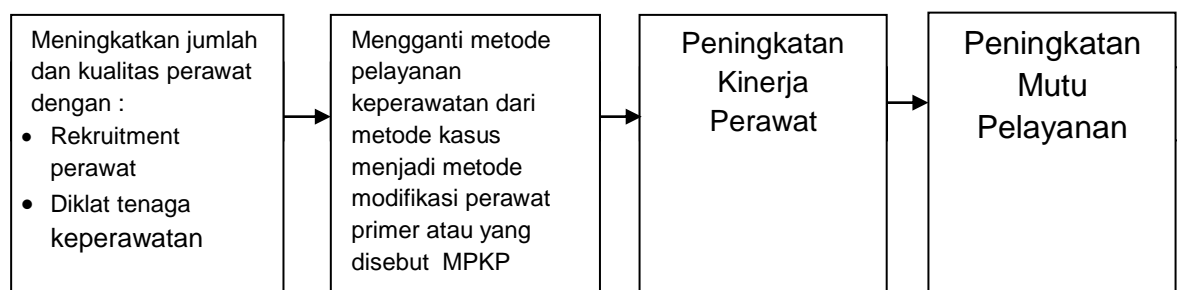 Meningkatkan jumlah
dan kualitas perawat
dengan :
• Rekruitment
perawat
• Diklat tenaga
keperawatan
Mengganti metode
pelayanan
keperawatan dari
metode kasus
menjadi metode
modifikasi perawat
primer atau yang
disebut MPKP
Peningkatan
Kinerja
Perawat
Peningkatan
Mutu
Pelayanan